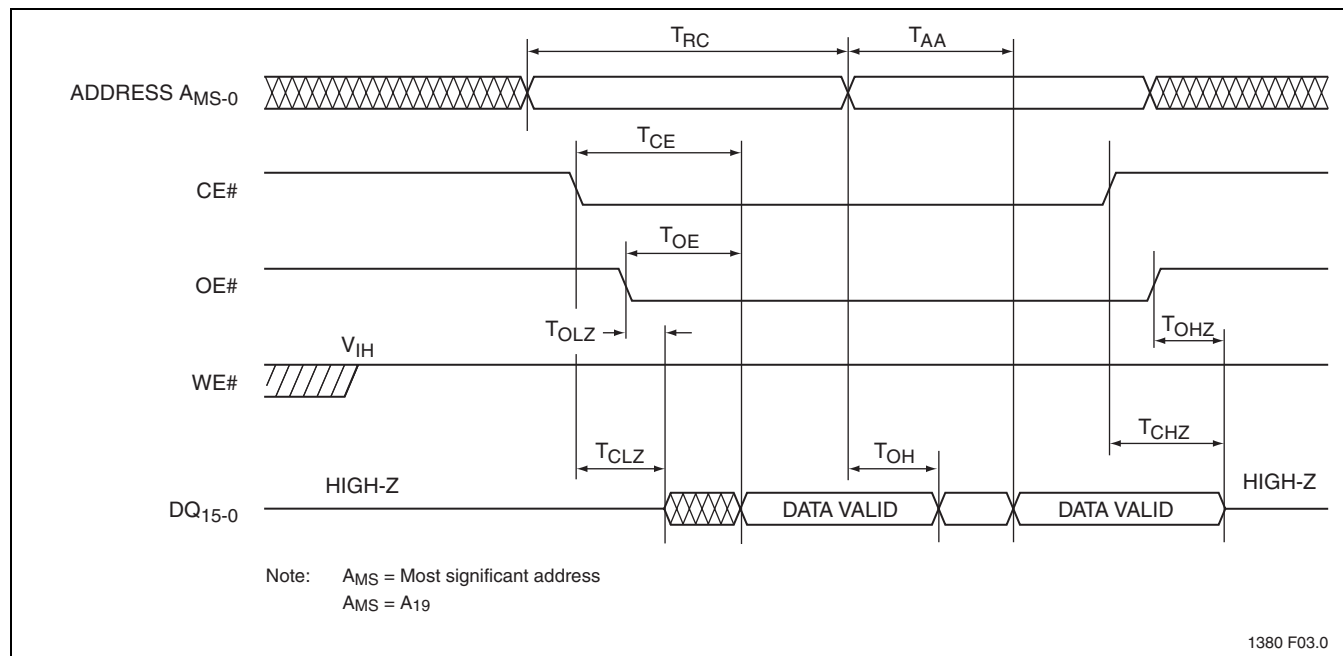 TRC TAA
ADDRESS AMS-0
TCE
CE#
TOE
OE#
TOLZ TOHZ
VIH
WE#
TCHZ
TCLZ TOH
HIGH-Z HIGH-Z
DQ15-0 DATA VALID DATA VALID
Note: AMS = Most significant address
AMS = A19
1380 F03.0